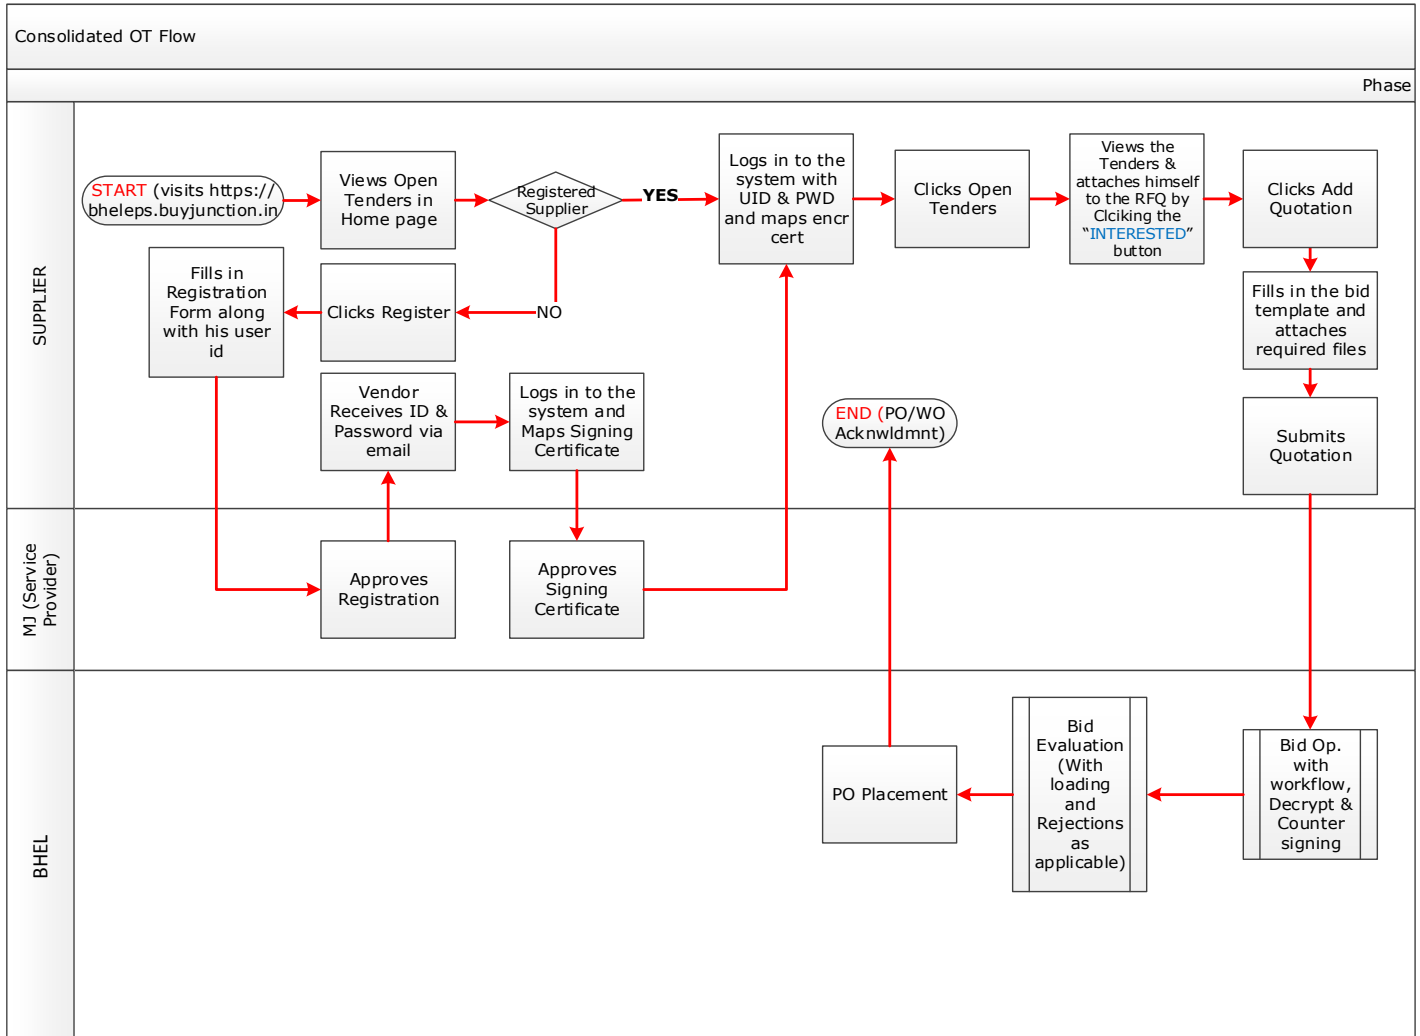 Consolidated OT Flow
Phase
SUPPLIER
START (visits https://
bheleps.buyjunction.in
Views Open
Tenders in
Home page
Registered
Supplier
YES
Logs in to the
system with
UID & PWD
and maps encr
cert
Clicks Open
Tenders
Views the
Tenders &
attaches himself
to the RFQ by
Clciking the
“INTERESTED”
button
Clicks Add
Quotation
NO
Clicks Register
Fills in
Registration
Form along
with his user
id
Fills in the bid
template and
attaches
required files
Vendor
Receives ID &
Password via
email
Logs in to the
system and
Maps Signing
Certificate
END (PO/WO
Acknwldmnt)
Submits
Quotation
MJ (Service
Provider)
Approves
Registration
Approves
Signing
Certificate
BHEL
PO Placement
Bid
Evaluation
(With
loading
and
Rejections
as
applicable)
Bid Op.
with
workflow,
Decrypt &
Counter
signing